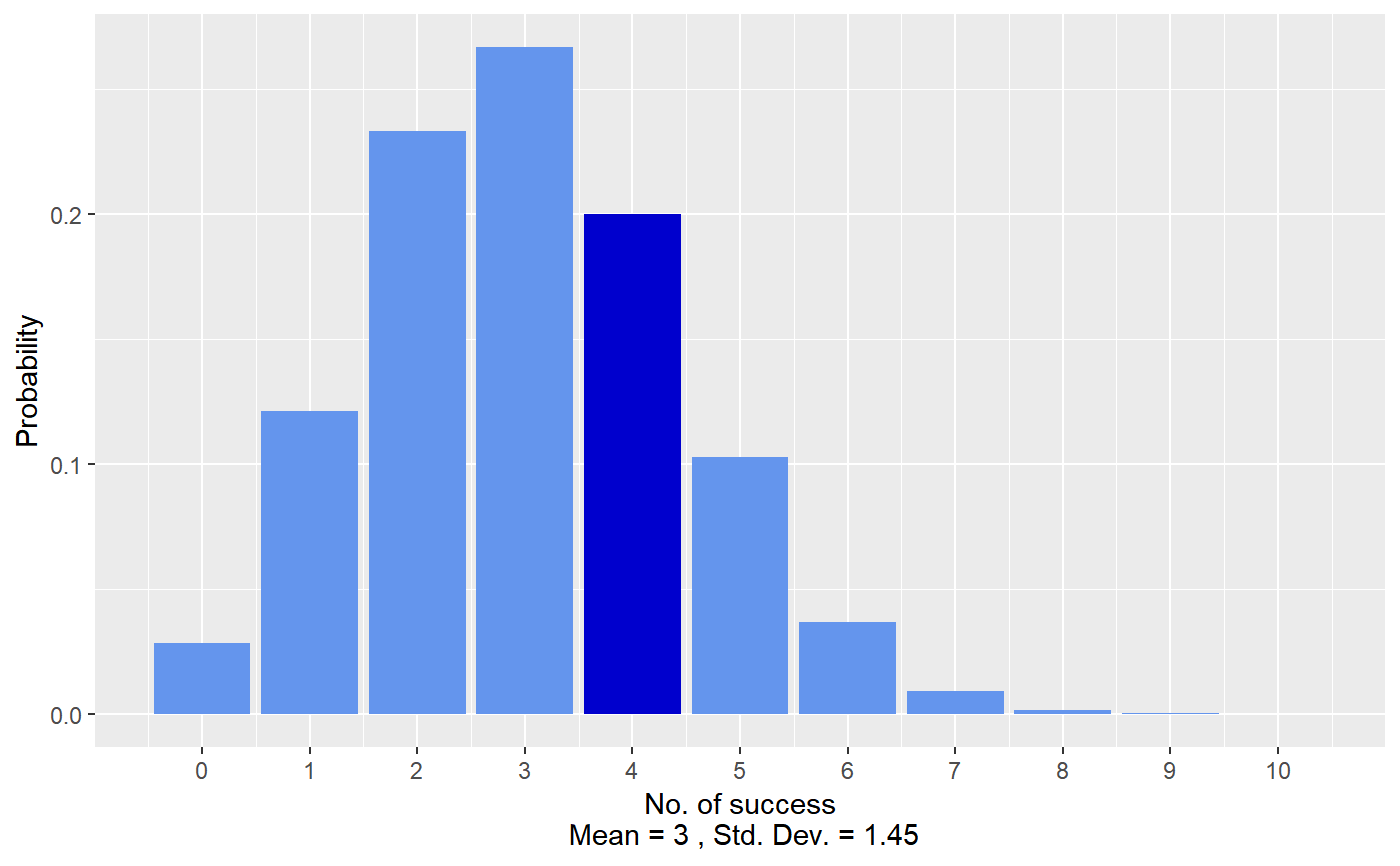 Probability
0.2
0.1
0.0
0 1 2 3 4 5 6 7 8 9 10
No. of success
Mean = 3 , Std. Dev. = 1.45